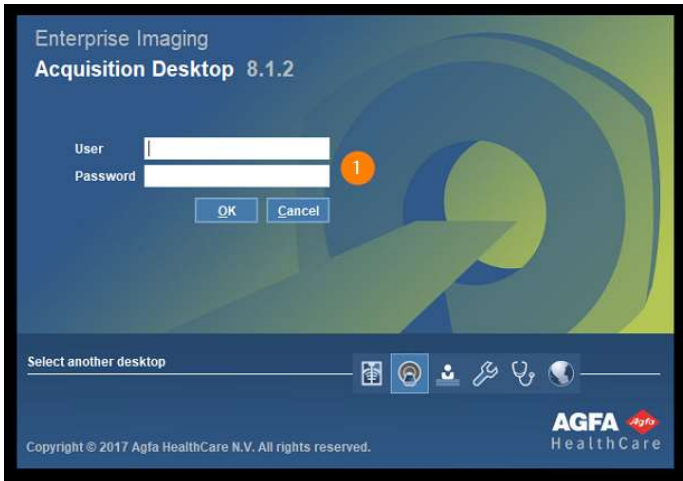 Enterprise Imaging
Acquisition Desktop 8.1.2
User
1
Password
OK Cancel
Select another desktop
AGFA Agfa
HealthCare
Copyright © 2017 Agfa HealthCare N.V. All rights reserved.